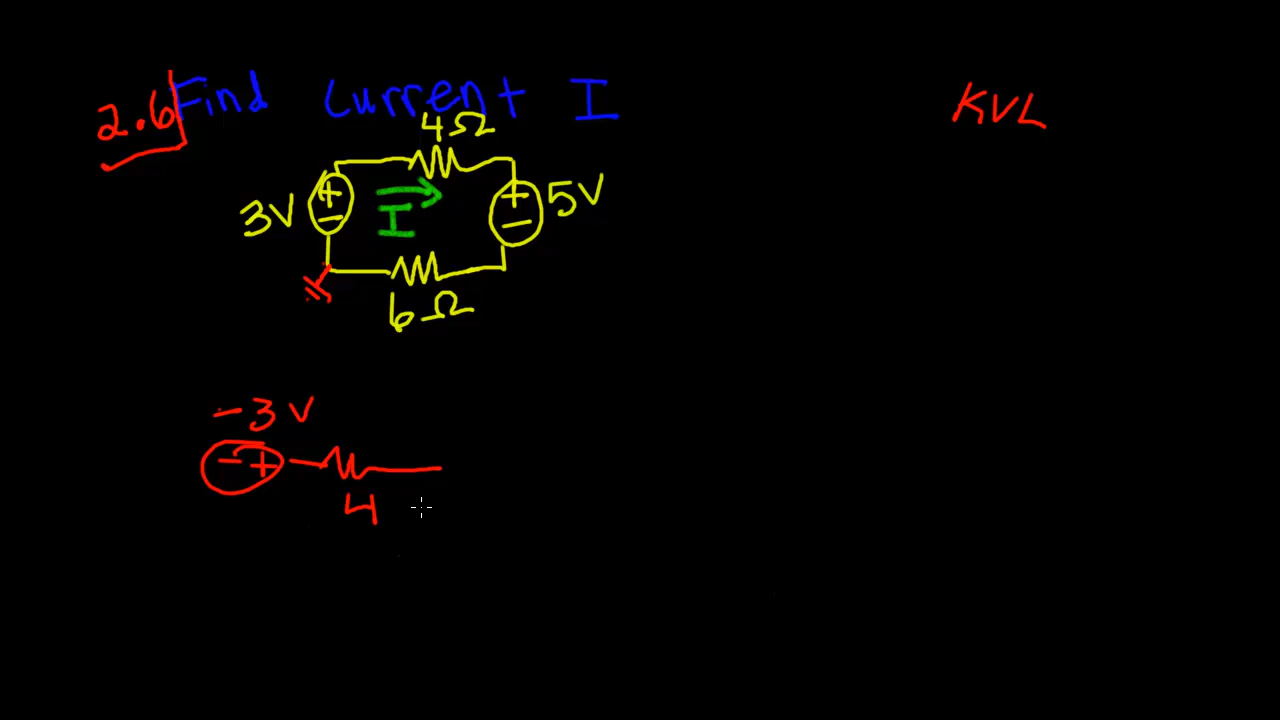 2.6 Find Current I
KVL
4Ω
3V
+
−
I
+
−
5V
6Ω
−3V
− +
4